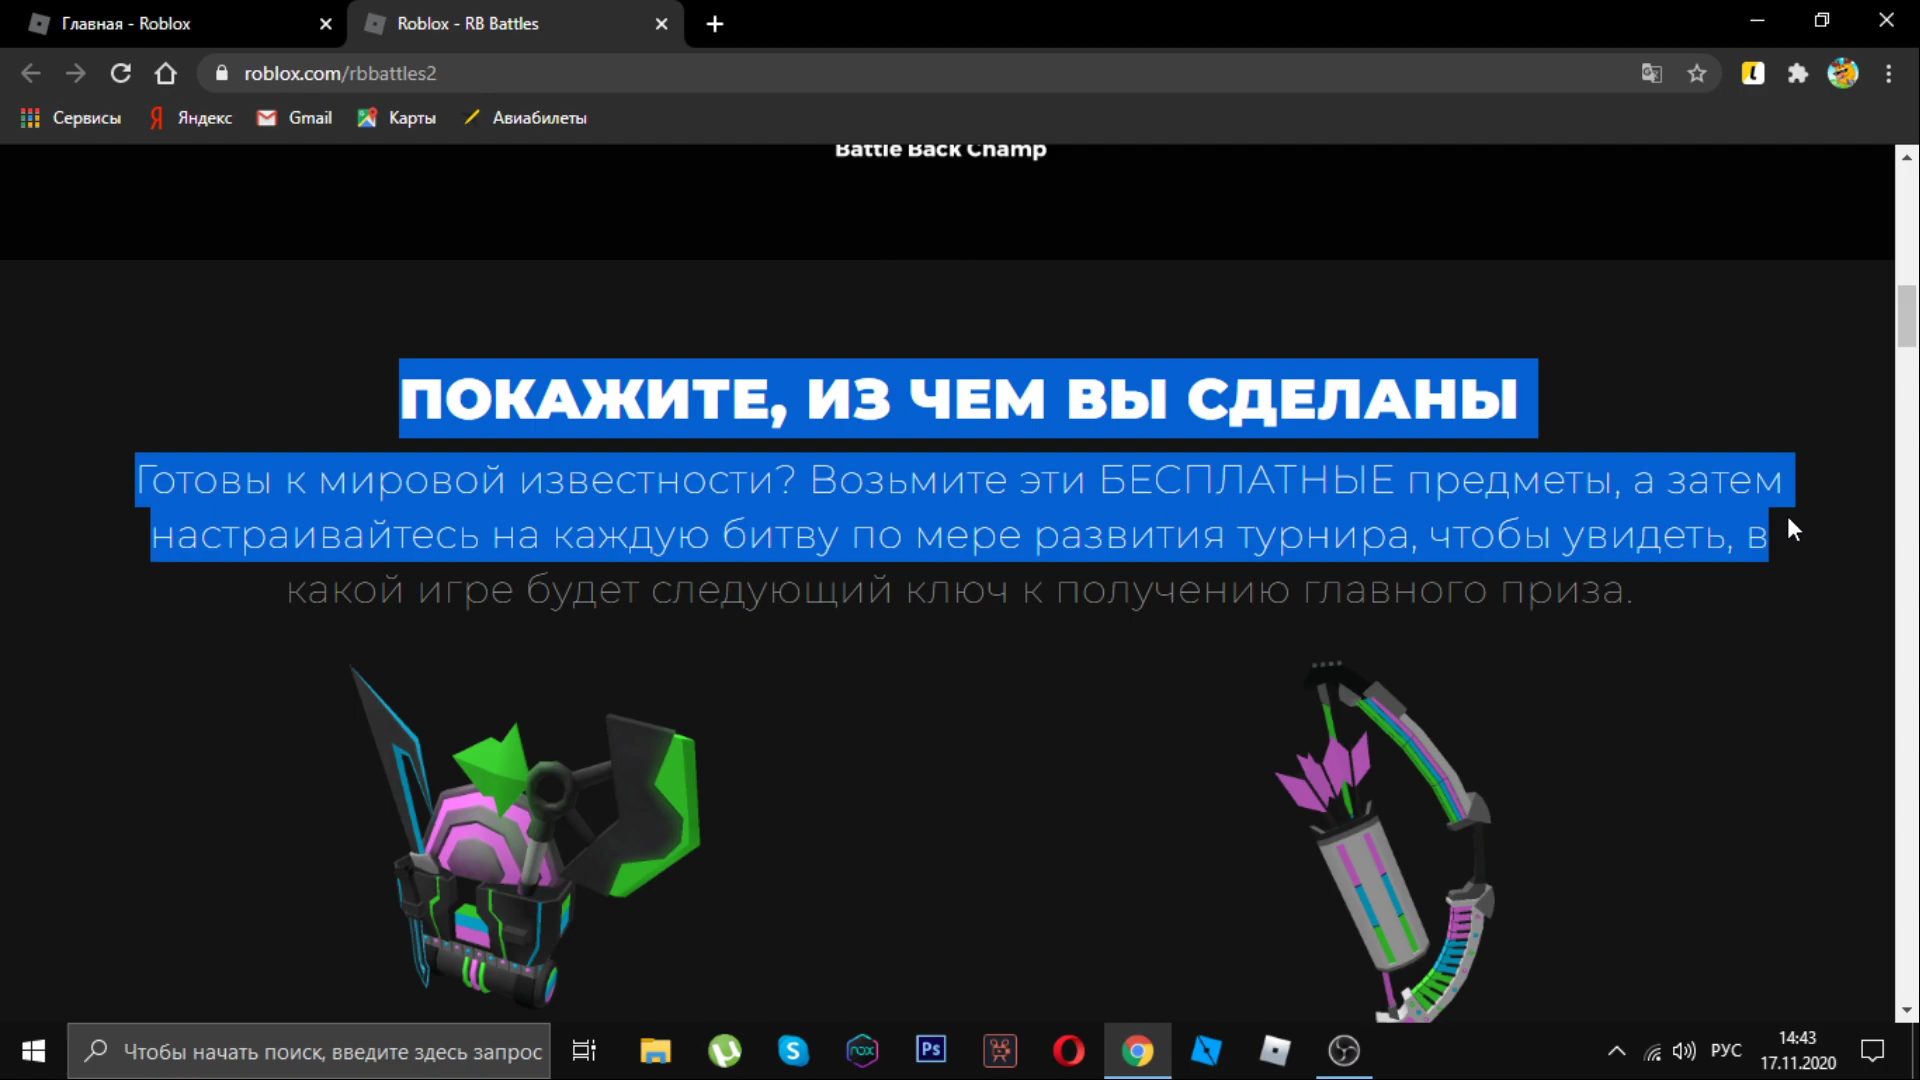 Главная - Roblox
Roblox - RB Battles
roblox.com/rbbattles2
Сервисы
Яндекс
Gmail
Карты
Авиабилеты
Battle Back Champ
ПОКАЖИТЕ, ИЗ ЧЕМ ВЫ СДЕЛАНЫ
Готовы к мировой известности? Возьмите эти БЕСПЛАТНЫЕ предметы, а затем
настраивайтесь на каждую битву по мере развития турнира, чтобы увидеть, в
какой игре будет следующий ключ к получению главного приза.
Чтобы начать поиск, введите здесь запрос
nox
Ps
РУС
14:43
17.11.2020